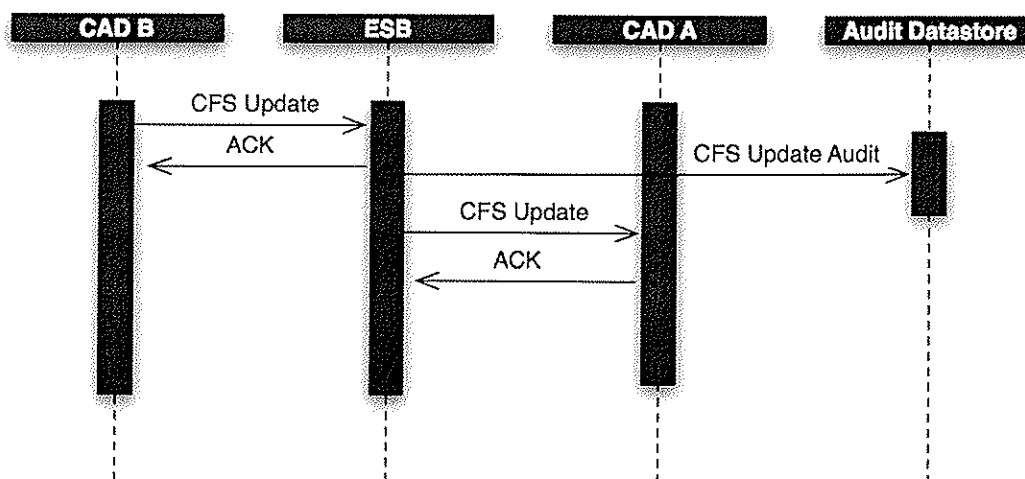 CAD B
ESB
CAD A
Audit Datastore
CFS Update
ACK
CFS Update Audit
CFS Update
ACK